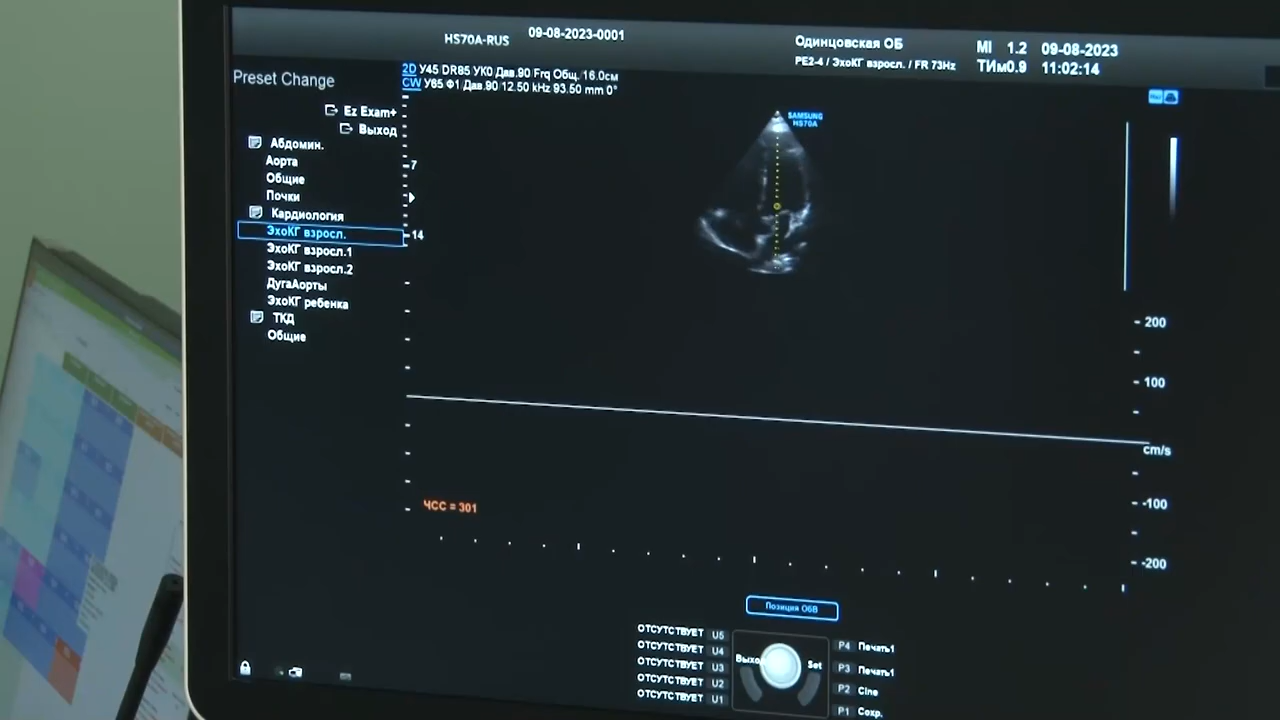 HS70A-RUS
09-08-2023-0001
Одинцовская ОБ
MI 1.2 09-08-2023
PE2-4 / ЭхоКГ взросл. / FR 73Hz
ТИм0.9 11:02:14
Preset Change
2D У45 DR85 УК0 Дав.90 Frq Общ. 16.0см
CW У65 Ф1 Дав.90 12.50 kHz 93.50 mm 0°
Ez Exam+
Выход
Абдомин.
Аорта
Общие
Почки
Кардиология
ЭхоКГ взросл.
ЭхоКГ взросл.1
ЭхоКГ взросл.2
ДугаАорты
ЭхоКГ ребенка
ТКД
Общие
7
14
SAMSUNG
HS70A
200
100
cm/s
-100
-200
ЧСС = 301
Позиция ОбВ
ОТСУТСТВУЕТ U5
ОТСУТСТВУЕТ U4
ОТСУТСТВУЕТ U3
ОТСУТСТВУЕТ U2
ОТСУТСТВУЕТ U1
Выхо
Set
P4 Печать1
P3 Печать1
P2 Cine
P1 Сохр.